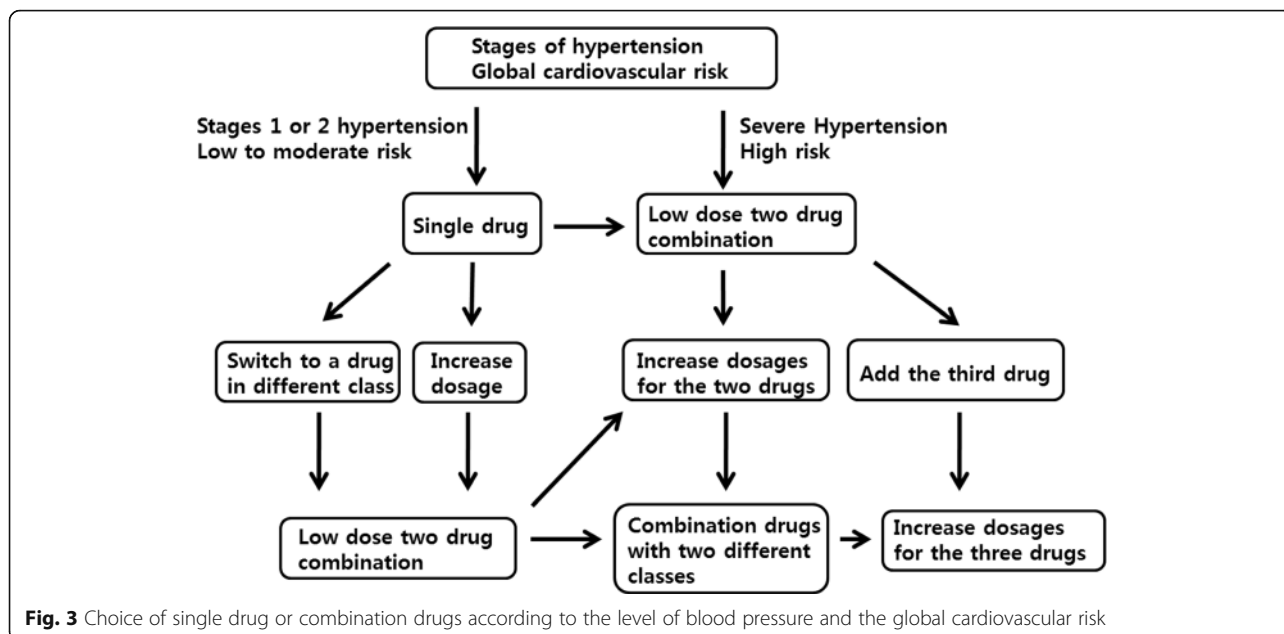 Stages of hypertension
Global cardiovascular risk
Stages 1 or 2 hypertension
Low to moderate risk
Severe Hypertension
High risk
Single drug
Low dose two drug
combination
Switch to a drug
in different class
Increase
dosage
Increase dosages
for the two drugs
Add the third drug
Low dose two drug
combination
Combination drugs
with two different
classes
Increase dosages
for the three drugs
Fig. 3 Choice of single drug or combination drugs according to the level of blood pressure and the global cardiovascular risk